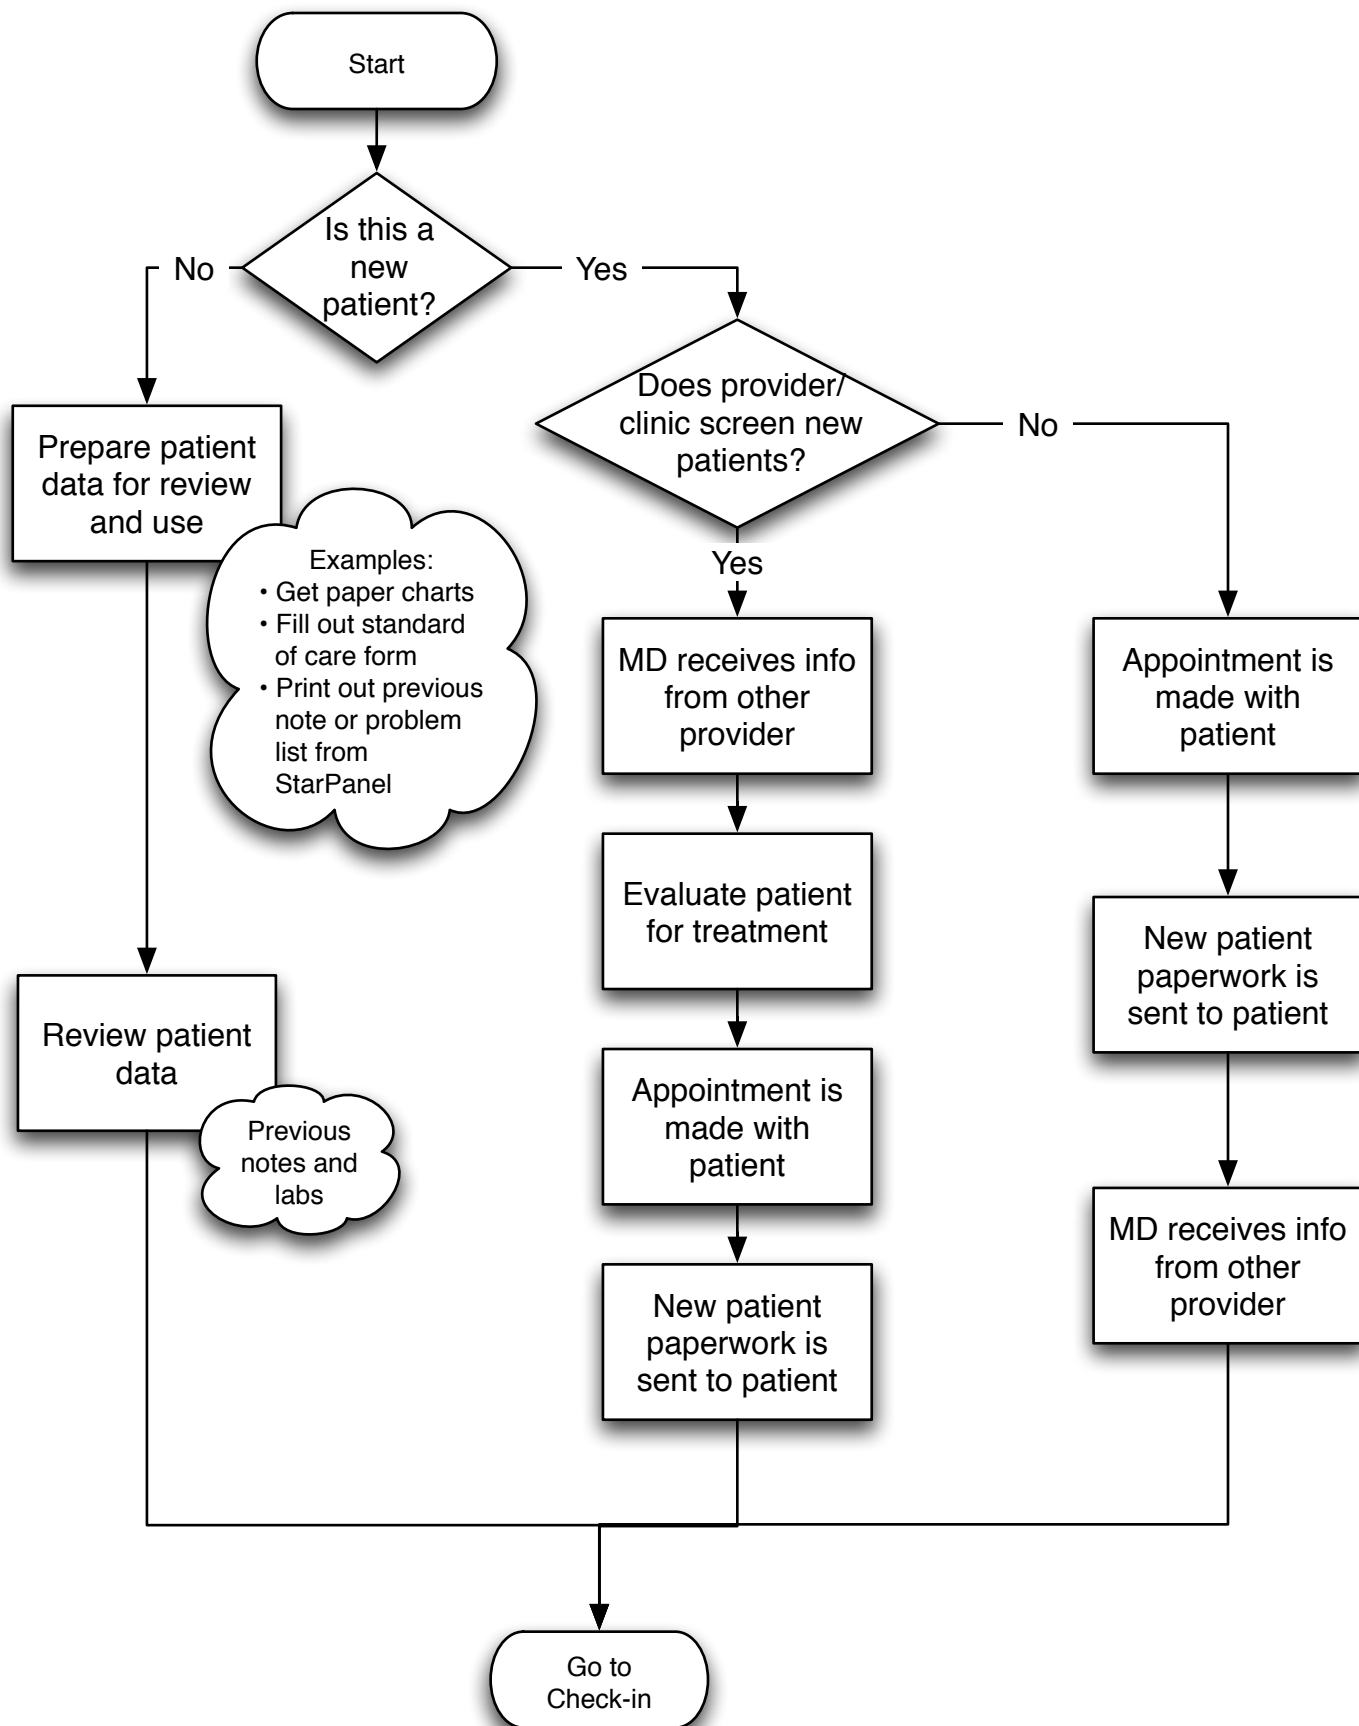 Start
Is this a
new
patient?
No
Yes
Does provider/
clinic screen new
patients?
No
Yes
Prepare patient
data for review
and use
Examples:
• Get paper charts
• Fill out standard
of care form
• Print out previous
note or problem
list from
StarPanel
Review patient
data
Previous
notes and
labs
MD receives info
from other
provider
Evaluate patient
for treatment
Appointment is
made with
patient
New patient
paperwork is
sent to patient
Appointment is
made with
patient
New patient
paperwork is
sent to patient
MD receives info
from other
provider
Go to
Check-in